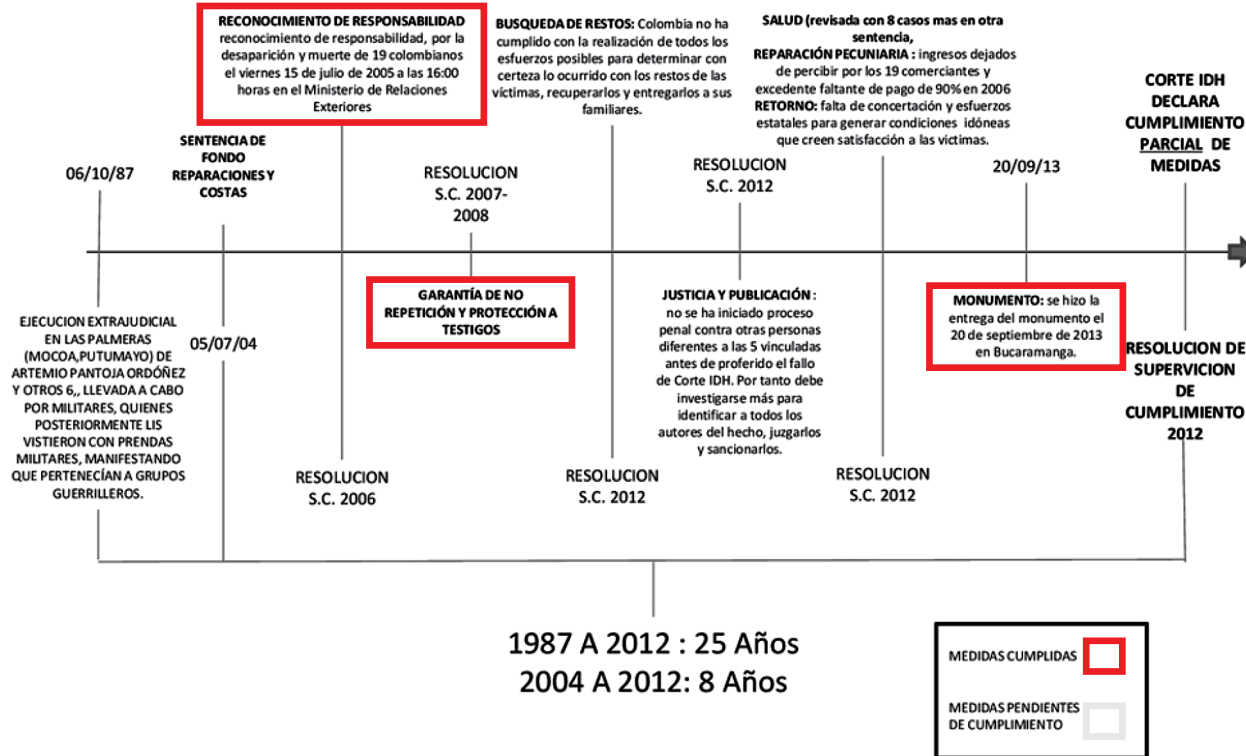 RECONOCIMIENTO DE RESPONSABILIDAD
reconocimiento de responsabilidad, por la
desaparición y muerte de 19 colombianos
el viernes 15 de julio de 2005 a las 16:00
horas en el Ministerio de Relaciones
Exteriores
BUSQUEDA DE RESTOS: Colombia no ha
cumplido con la realización de todos los
esfuerzos posibles para determinar con
certeza lo ocurrido con los restos de las
víctimas, recuperarlos y entregarlos a sus
familiares.
SALUD (revisada con 8 casos mas en otra
sentencia,
REPARACIÓN PECUNIARIA : ingresos dejados
de percibir por los 19 comerciantes y
excedente faltante de pago de 90% en 2006
RETORNO: falta de concertación y esfuerzos
estatales para generar condiciones idóneas
que creen satisfacción a las victimas.
CORTE IDH
DECLARA
CUMPLIMIENTO
PARCIAL DE
MEDIDAS
06/10/87
SENTENCIA DE
FONDO
REPARACIONES Y
COSTAS
RESOLUCION
S.C. 2007-
2008
RESOLUCION
S.C. 2012
20/09/13
EJECUCION EXTRAJUDICIAL
EN LAS PALMERAS
(MOCOA,PUTUMAYO) DE
ARTEMIO PANTOJA ORDÓÑEZ
Y OTROS 6,, LLEVADA A CABO
POR MILITARES, QUIENES
POSTERIORMENTE LIS
VISTIERON CON PRENDAS
MILITARES, MANIFESTANDO
QUE PERTENECÍAN A GRUPOS
GUERRILLEROS.
05/07/04
RESOLUCION
S.C. 2006
GARANTÍA DE NO
REPETICIÓN Y PROTECCIÓN A
TESTIGOS
RESOLUCION
S.C. 2012
JUSTICIA Y PUBLICACIÓN :
no se ha iniciado proceso
penal contra otras personas
diferentes a las 5 vinculadas
antes de proferido el fallo
de Corte IDH. Por tanto debe
investigarse más para
identificar a todos los
autores del hecho, juzgarlos
y sancionarlos.
RESOLUCION
S.C. 2012
MONUMENTO: se hizo la
entrega del monumento el
20 de septiembre de 2013
en Bucaramanga.
RESOLUCION DE
SUPERVICION
DE
CUMPLIMIENTO
2012
1987 A 2012 : 25 Años
2004 A 2012: 8 Años
MEDIDAS CUMPLIDAS
MEDIDAS PENDIENTES
DE CUMPLIMIENTO